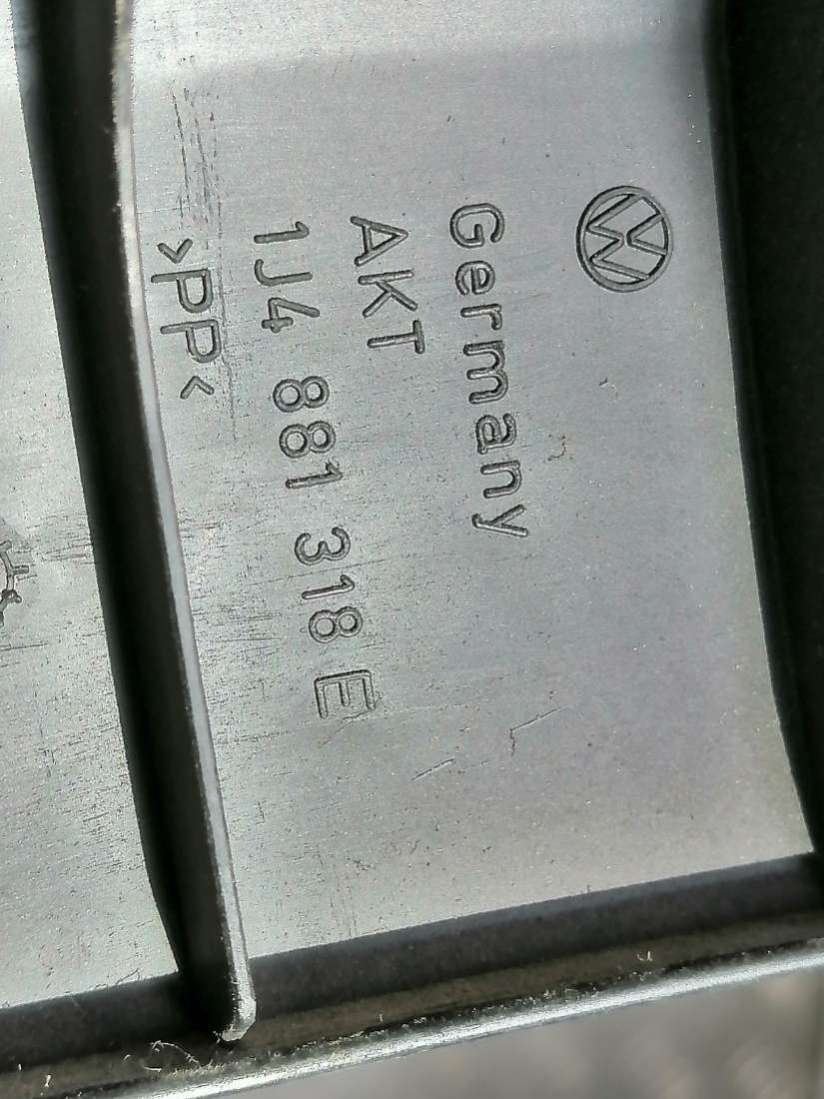 Germany
AKT
1J4 881 318 E
>PP<